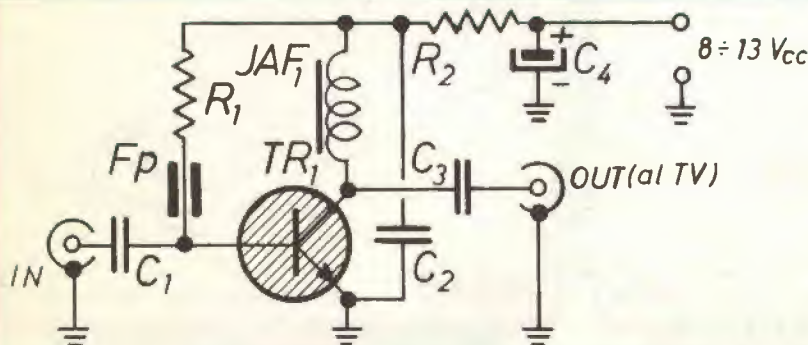 JAF1
R1
R2
+
-
C4
8÷13 Vcc
Fp
TR1
C3
OUT (al TV)
IN
C1
C2